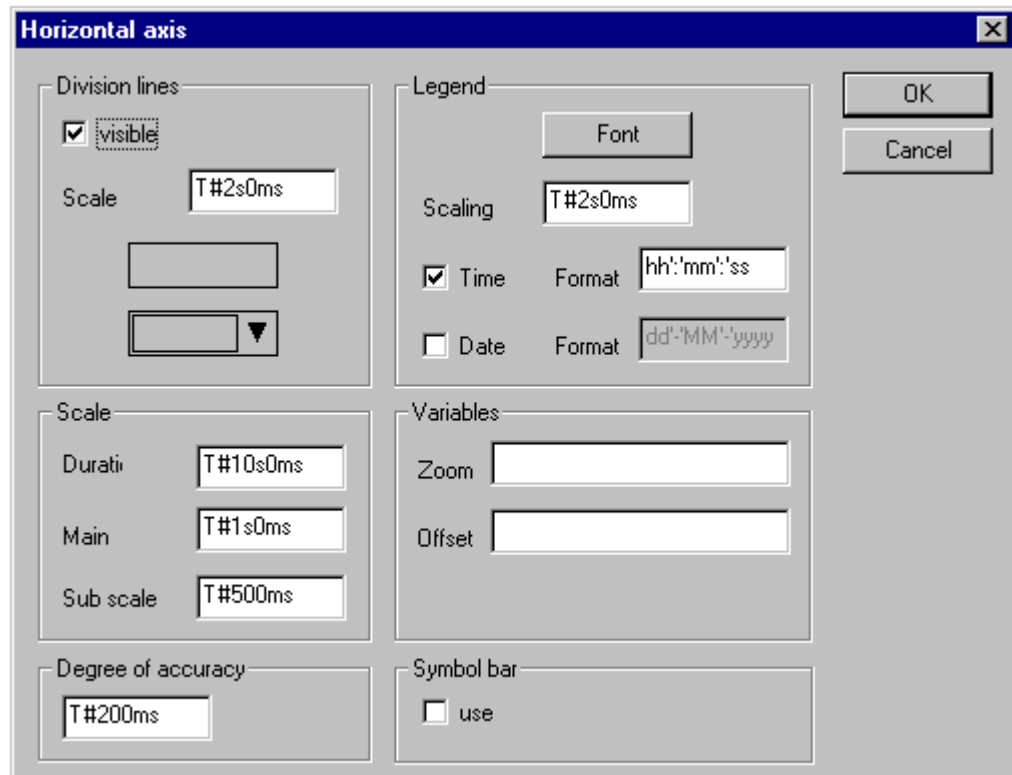 Horizontal axis
Division lines
visible
Scale
T#2s0ms
Legend
Font
Scaling
T#2s0ms
Time
Format
hh':'mm':'ss
Date
Format
dd'-'MM'-'yyyy
OK
Cancel
Scale
Durati
T#10s0ms
Main
T#1s0ms
Sub scale
T#500ms
Variables
Zoom
Offset
Degree of accuracy
T#200ms
Symbol bar
use